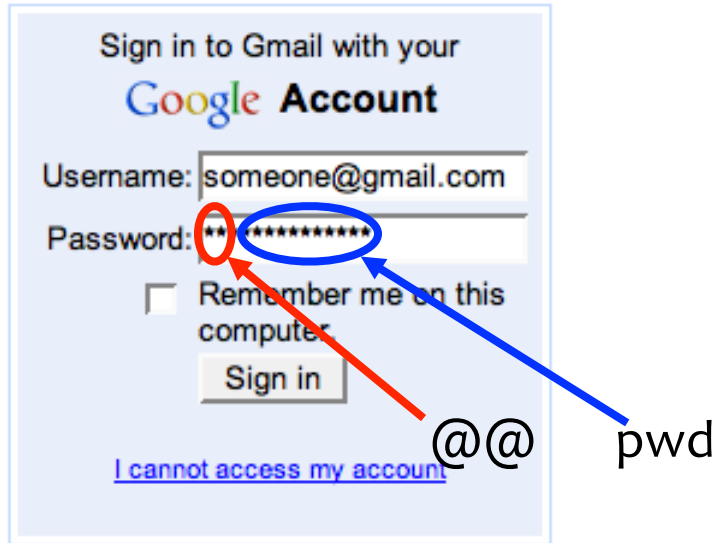 Sign in to Gmail with your
Google Account
Username: someone@gmail.com
Password: **************
Remember me on this
computer.
Sign in
@@ pwd
I cannot access my account